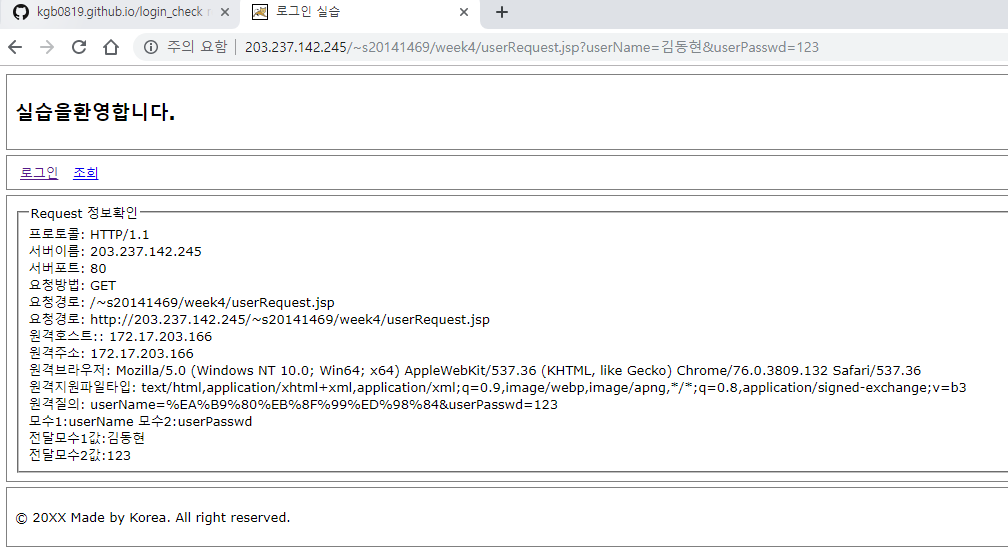 kgb0819.github.io/login_check
로그인 실습
주의 요함 203.237.142.245/~s20141469/week4/userRequest.jsp?userName=김동현&userPasswd=123
실습을환영합니다.
로그인 조회
Request 정보확인
프로토콜: HTTP/1.1
서버이름: 203.237.142.245
서버포트: 80
요청방법: GET
요청경로: /~s20141469/week4/userRequest.jsp
요청경로: http://203.237.142.245/~s20141469/week4/userRequest.jsp
원격호스트:: 172.17.203.166
원격주소: 172.17.203.166
원격브라우저: Mozilla/5.0 (Windows NT 10.0; Win64; x64) AppleWebKit/537.36 (KHTML, like Gecko) Chrome/76.0.3809.132 Safari/537.36
원격지원파일타입: text/html,application/xhtml+xml,application/xml;q=0.9,image/webp,image/apng,*/*;q=0.8,application/signed-exchange;v=b3
원격질의: userName=%EA%B9%80%EB%8F%99%ED%98%84&userPasswd=123
모수1:userName 모수2:userPasswd
전달모수1값:김동현
전달모수2값:123
© 20XX Made by Korea. All right reserved.